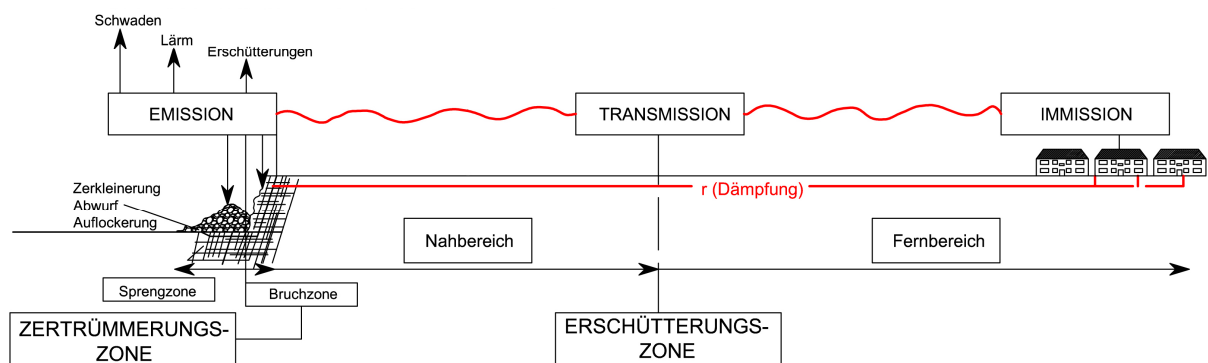 Schwaden
Lärm
Erschütterungen
EMISSION
TRANSMISSION
IMMISSION
Zerkleinerung
Abwurf
Auflockerung
r (Dämpfung)
Nahbereich
Fernbereich
Sprengzone
Bruchzone
ZERTRÜMMERUNGS-
ZONE
ERSCHÜTTERUNGS-
ZONE